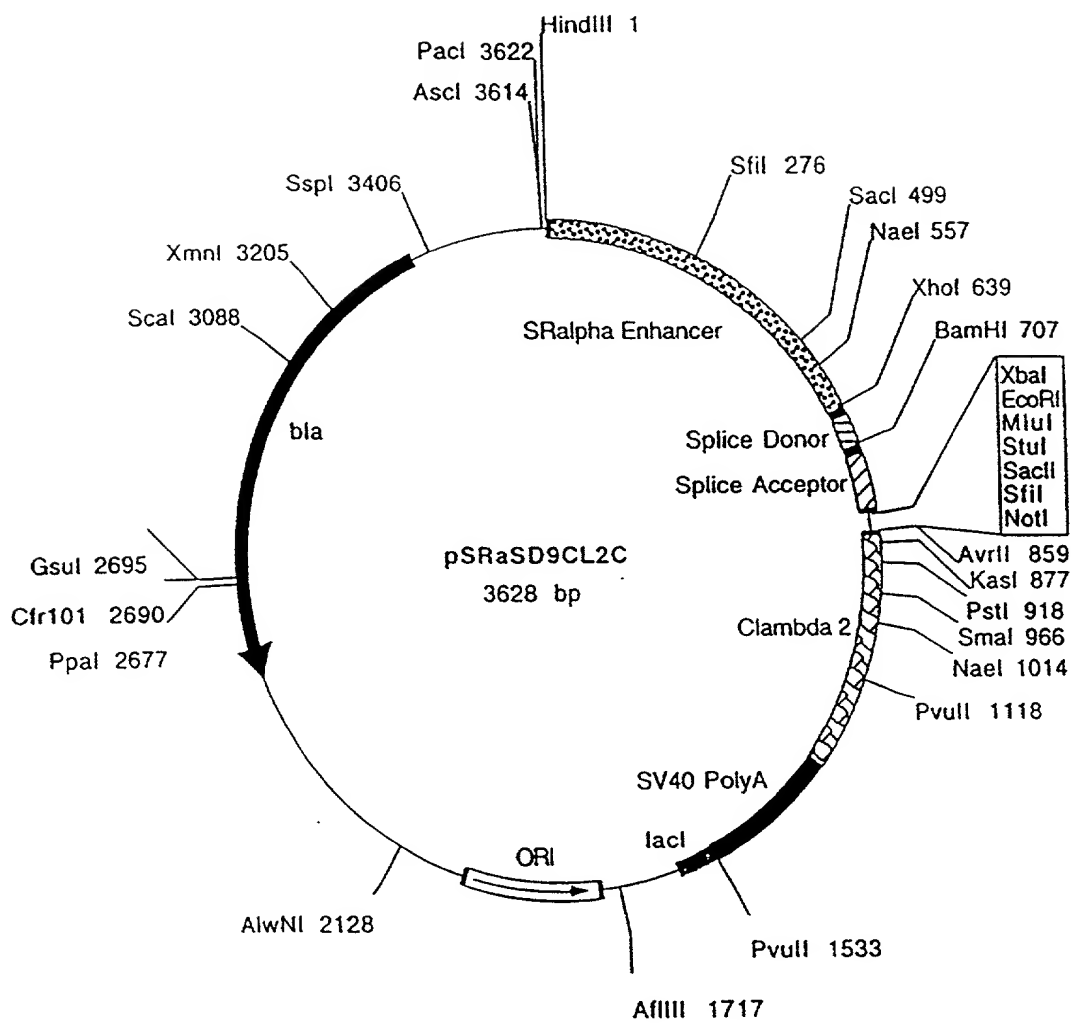 HindIII 1
PacI 3622
AscI 3614
SfiI 276
SspI 3406
SacI 499
NaeI 557
XmnI 3205
XhoI 639
ScaI 3088
BamHI 707
SRalpha Enhancer
XbaI
EcoRI
MluI
StuI
SacII
SfiI
NotI
bla
Splice Donor
Splice Acceptor
pSRaSD9CL2C
3628 bp
AvrII 859
KasI 877
PstI 918
SmaI 966
NaeI 1014
GsuI 2695
Cfr101 2690
PpaI 2677
Clambda 2
PvuII 1118
SV40 PolyA
lacI
ORI
AlwNI 2128
PvuII 1533
AflIII 1717